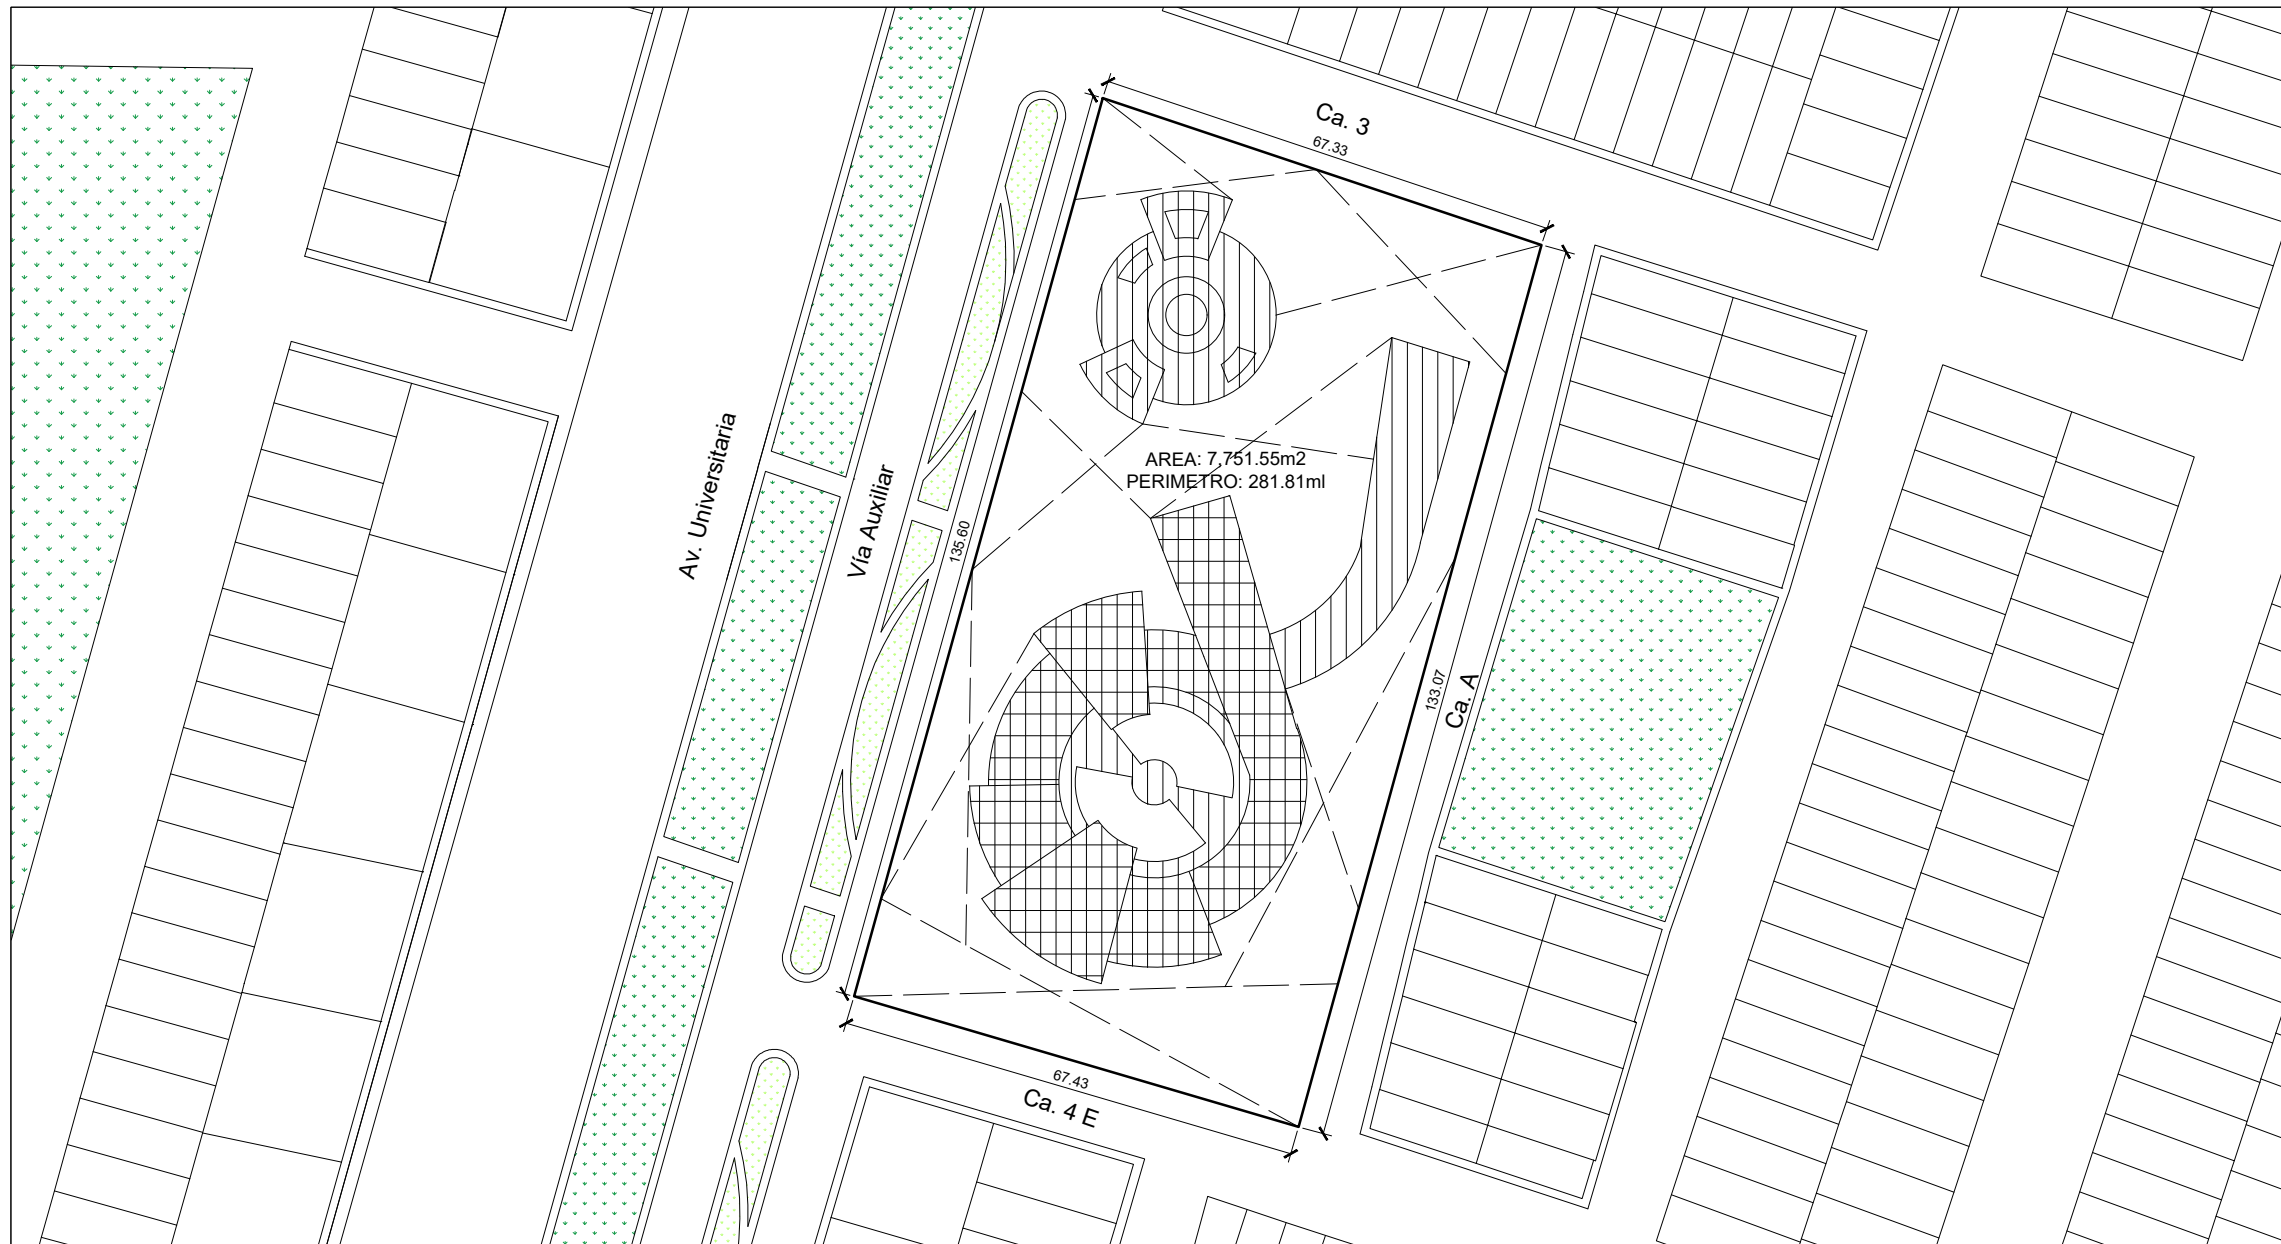 Ca. 3
67.33
Av. Universitaria
Vía Auxiliar
135.60
AREA: 7,751.55m2
PERIMETRO: 281.81ml
133.07
Ca. A
67.43
Ca. 4 E